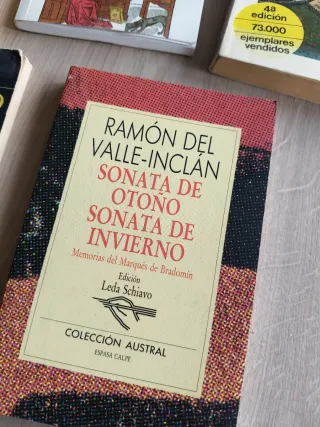 4ª
edición
73.000
ejemplares
vendidos
RAMÓN DEL
VALLE-INCLÁN
SONATA DE
OTOÑO
SONATA DE
INVIERNO
Memorias del Marqués de Bradomín
Edición
Leda Schiavo
COLECCIÓN AUSTRAL
ESPASA CALPE